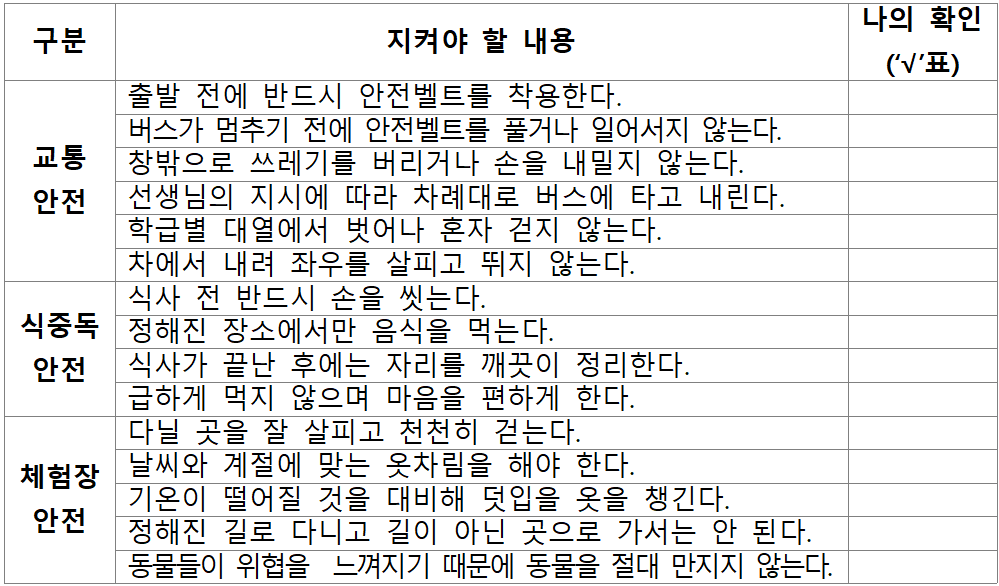 구분 지켜야 할 내용 나의 확인
(‘√’표)
교통
안전
출발 전에 반드시 안전벨트를 착용한다.
버스가 멈추기 전에 안전벨트를 풀거나 일어서지 않는다.
창밖으로 쓰레기를 버리거나 손을 내밀지 않는다.
선생님의 지시에 따라 차례대로 버스에 타고 내린다.
학급별 대열에서 벗어나 혼자 걷지 않는다.
차에서 내려 좌우를 살피고 뛰지 않는다.
식중독
안전
식사 전 반드시 손을 씻는다.
정해진 장소에서만 음식을 먹는다.
식사가 끝난 후에는 자리를 깨끗이 정리한다.
급하게 먹지 않으며 마음을 편하게 한다.
체험장
안전
다닐 곳을 잘 살피고 천천히 걷는다.
날씨와 계절에 맞는 옷차림을 해야 한다.
기온이 떨어질 것을 대비해 덧입을 옷을 챙긴다.
정해진 길로 다니고 길이 아닌 곳으로 가서는 안 된다.
동물들이 위협을 느껴지기 때문에 동물을 절대 만지지 않는다.